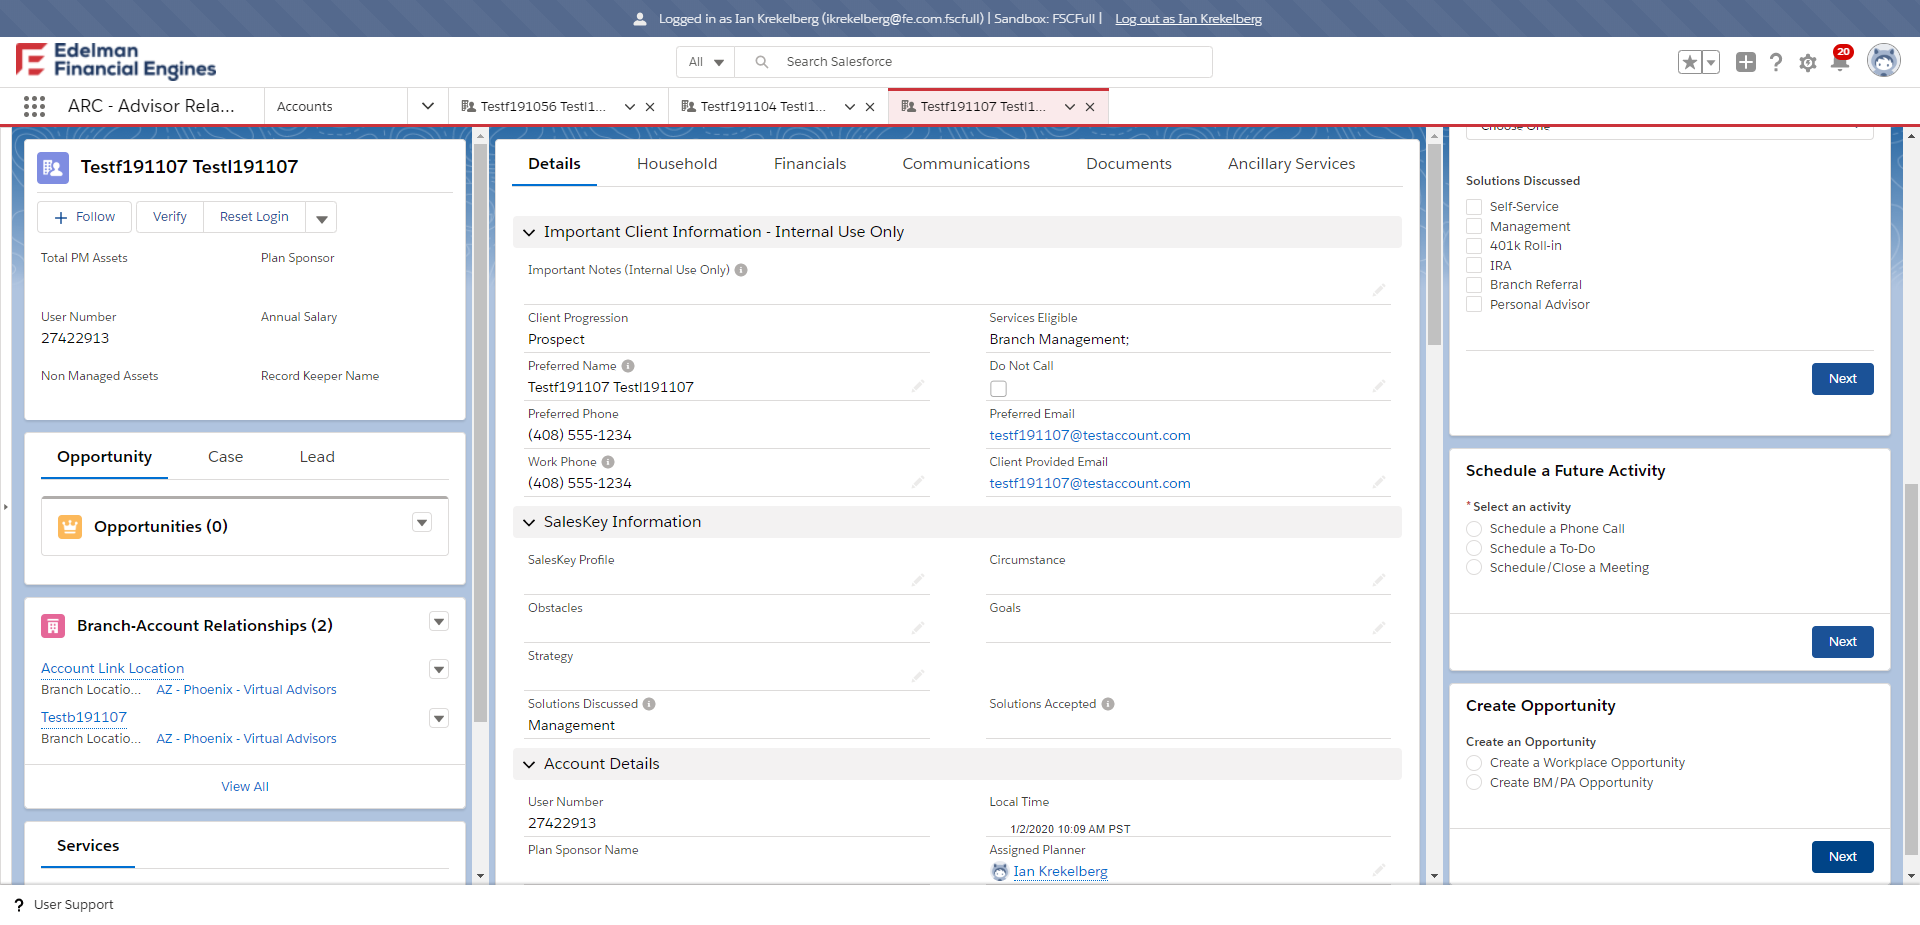 Logged in as Ian Krekelberg (ikrekelberg@fe.com.fscfull) | Sandbox: FSCFull | Log out as Ian Krekelberg
Edelman
Financial Engines
All
Search Salesforce
20
ARC - Advisor Rela...
Accounts
Testf191056 Testl1...
Testf191104 Testl1...
Testf191107 Testl1...
Testf191107 Testl191107
Follow
Verify
Reset Login
Total PM Assets
Plan Sponsor
User Number
27422913
Annual Salary
Non Managed Assets
Record Keeper Name
Opportunity
Case
Lead
Opportunities (0)
Branch-Account Relationships (2)
Account Link Location
Branch Locatio... AZ - Phoenix - Virtual Advisors
Testb191107
Branch Locatio... AZ - Phoenix - Virtual Advisors
View All
Services
Details
Household
Financials
Communications
Documents
Ancillary Services
Important Client Information - Internal Use Only
Important Notes (Internal Use Only)
Client Progression
Prospect
Services Eligible
Branch Management;
Preferred Name
Testf191107 Testl191107
Do Not Call
Preferred Phone
(408) 555-1234
Preferred Email
testf191107@testaccount.com
Work Phone
(408) 555-1234
Client Provided Email
testf191107@testaccount.com
SalesKey Information
SalesKey Profile
Circumstance
Obstacles
Goals
Strategy
Solutions Discussed
Management
Solutions Accepted
Account Details
User Number
27422913
Local Time
1/2/2020 10:09 AM PST
Plan Sponsor Name
Assigned Planner
Ian Krekelberg
Choose One
Solutions Discussed
Self-Service
Management
401k Roll-in
IRA
Branch Referral
Personal Advisor
Next
Schedule a Future Activity
* Select an activity
Schedule a Phone Call
Schedule a To-Do
Schedule/Close a Meeting
Next
Create Opportunity
Create an Opportunity
Create a Workplace Opportunity
Create BM/PA Opportunity
Next
? User Support